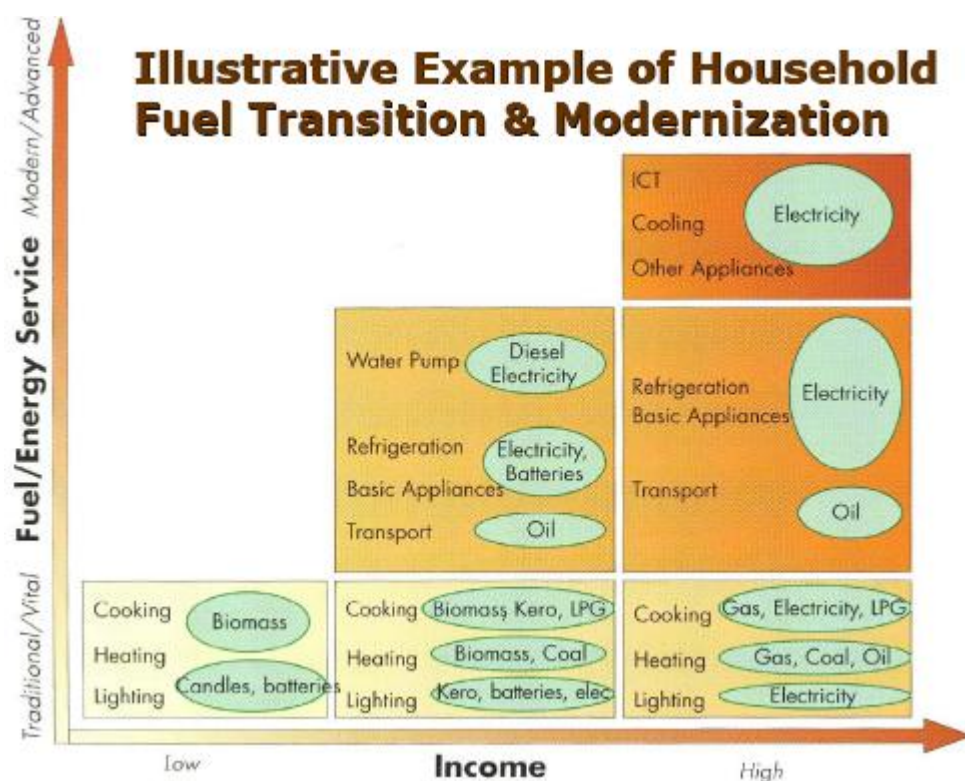 Illustrative Example of Household
Fuel Transition & Modernization
Modern/Advanced
Fuel/Energy Service
Traditional/Vital
ICT
Cooling
Other Appliances
Electricity
Water Pump
Diesel
Electricity
Refrigeration
Basic Appliances
Electricity,
Batteries
Transport
Oil
Refrigeration
Basic Appliances
Electricity
Transport
Oil
Cooking
Biomass
Heating
Lighting
Candles, batteries
Cooking Biomass, Kero, LPG
Heating Biomass, Coal
Lighting Kero, batteries, elec
Cooking Gas, Electricity, LPG
Heating Gas, Coal, Oil
Lighting Electricity
Low
Income
High